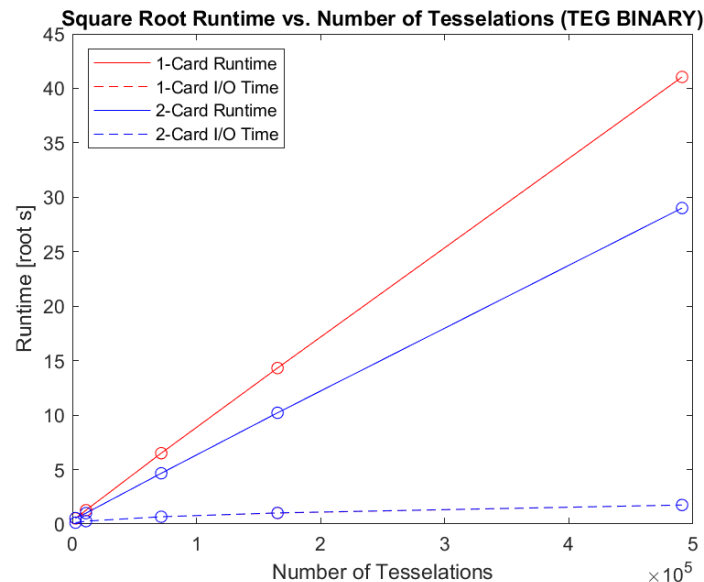 Square Root Runtime vs. Number of Tesselations (TEG BINARY)
45
40
35
30
25
20
15
10
5
0
Runtime [root s]
1-Card Runtime
1-Card I/O Time
2-Card Runtime
2-Card I/O Time
0 1 2 3 4 5
×10^5
Number of Tesselations